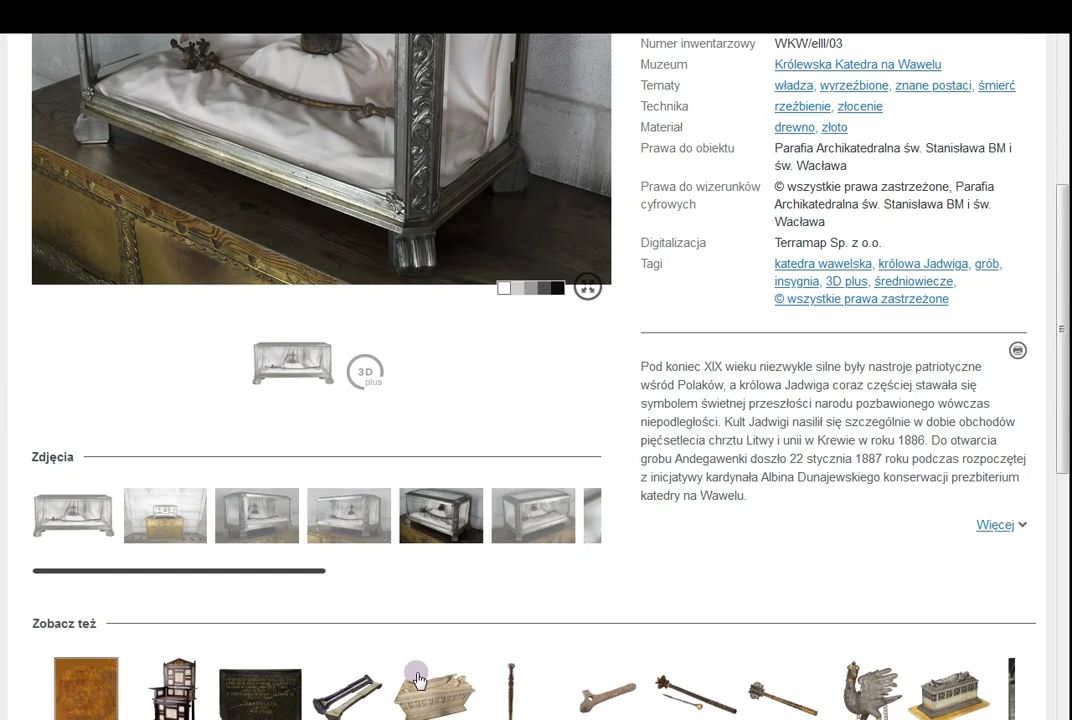 Numer inwentarzowy WKW/elll/03
Muzeum Królewska Katedra na Wawelu
Tematy władza, wyrzeźbione, znane postaci, śmierć
Technika rzeźbienie, złocenie
Materiał drewno, złoto
Prawa do obiektu Parafia Archikatedralna św. Stanisława BM i
św. Wacława
Prawa do wizerunków © wszystkie prawa zastrzeżone, Parafia
cyfrowych Archikatedralna św. Stanisława BM i św.
Wacława
Digitalizacja Terramap Sp. z o.o.
Tagi katedra wawelska, królowa Jadwiga, grób,
insygnia, 3D plus, średniowiecze,
© wszystkie prawa zastrzeżone
3D
plus
Pod koniec XIX wieku niezwykle silne były nastroje patriotyczne
wśród Polaków, a królowa Jadwiga coraz częściej stawała się
symbolem świetnej przeszłości narodu pozbawionego wówczas
niepodległości. Kult Jadwigi nasilił się szczególnie w dobie obchodów
pięćsetlecia chrztu Litwy i unii w Krewie w roku 1886. Do otwarcia
grobu Andegawenki doszło 22 stycznia 1887 roku podczas rozpoczętej
z inicjatywy kardynała Albina Dunajewskiego konserwacji prezbiterium
katedry na Wawelu.
Więcej
Zdjęcia
Zobacz też